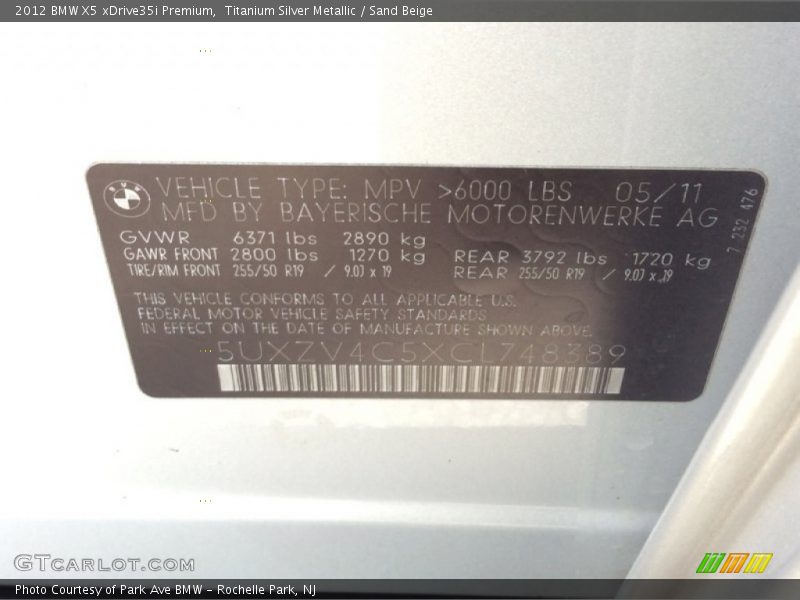 2012 BMW X5 xDrive35i Premium,  Titanium Silver Metallic / Sand Beige
BMW
VEHICLE TYPE: MPV >6000 LBS 05/11
MFD BY BAYERISCHE MOTORENWERKE AG
GVWR 6371 lbs 2890 kg
GAWR FRONT 2800 lbs 1270 kg REAR 3792 lbs 1720 kg
TIRE/RIM FRONT 255/50 R19 / 9.0J x 19 REAR 255/50 R19 / 9.0J x 19
7 232 476
THIS VEHICLE CONFORMS TO ALL APPLICABLE U.S.
FEDERAL MOTOR VEHICLE SAFETY STANDARDS
IN EFFECT ON THE DATE OF MANUFACTURE SHOWN ABOVE.
5UXZV4C5XCL748389
GTCARLOT.COM
Photo Courtesy of Park Ave BMW - Rochelle Park, NJ